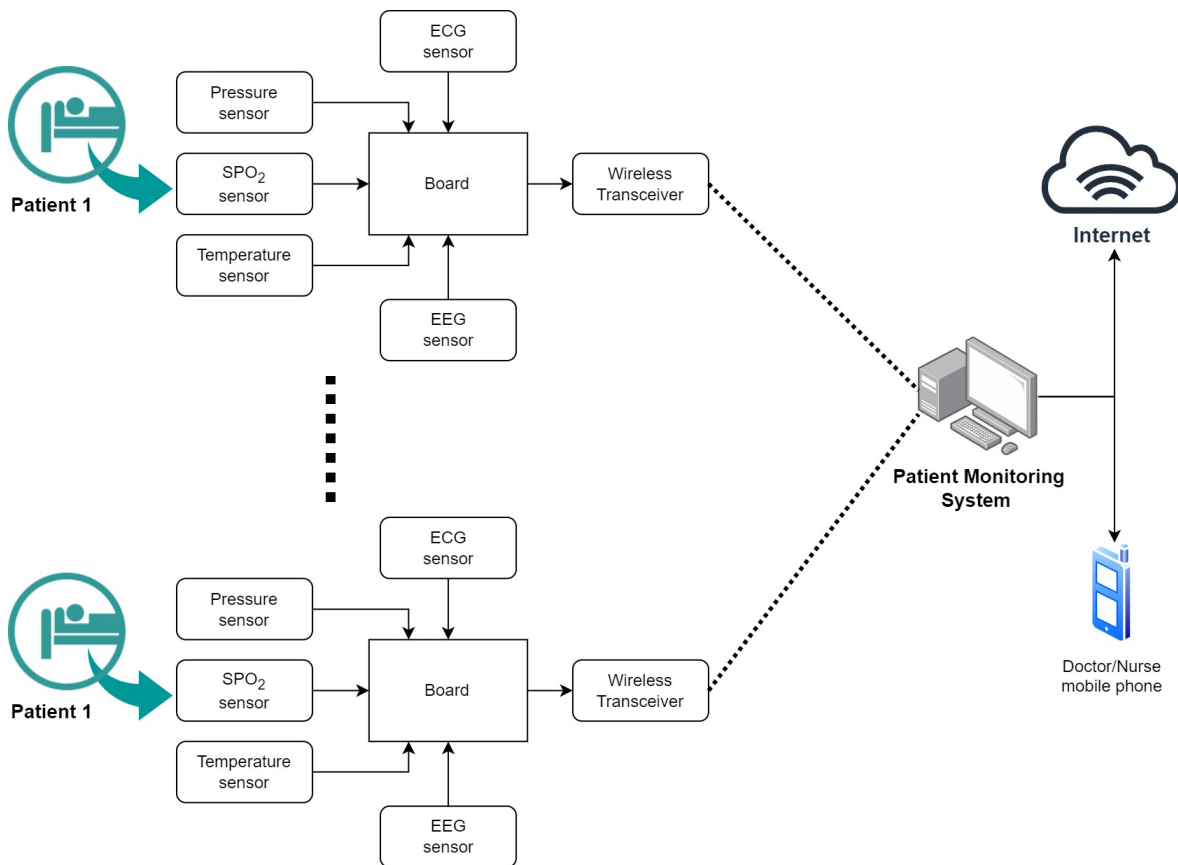 ECG
sensor
Pressure
sensor
SPO₂
sensor
Temperature
sensor
EEG
sensor
Board
Wireless
Transceiver
Patient 1
Internet
Patient Monitoring
System
Doctor/Nurse
mobile phone
ECG
sensor
Pressure
sensor
SPO₂
sensor
Temperature
sensor
EEG
sensor
Board
Wireless
Transceiver
Patient 1